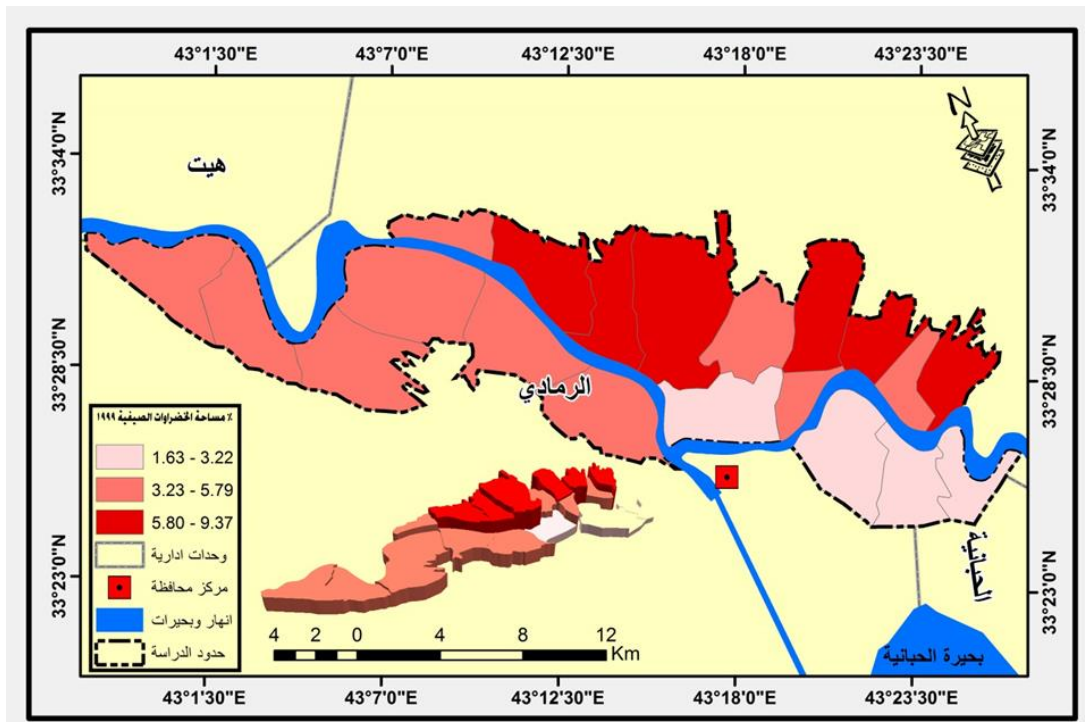 43°1'30"E 43°7'0"E 43°12'30"E 43°18'0"E 43°23'30"E
33°34'0"N
33°34'0"N
N
هيت
33°28'30"N
33°28'30"N
الرمادي
٪ مساحة الخضراوات الصيفية ١٩٩٩
1.63 - 3.22
3.23 - 5.79
5.80 - 9.37
وحدات ادارية
مركز محافظة
انهار وبحيرات
حدود الدراسة
الحبانية
33°23'0"N
33°23'0"N
4 2 0 4 8 12
Km
بحيرة الحبانية
43°1'30"E 43°7'0"E 43°12'30"E 43°18'0"E 43°23'30"E